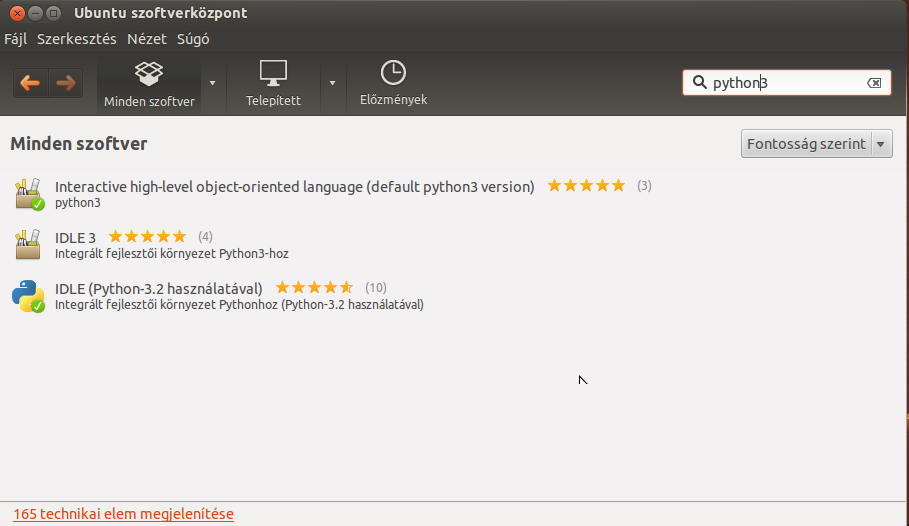 Ubuntu szoftverközpont
Fájl Szerkesztés Nézet Súgó
Minden szoftver
Telepített
Előzmények
python3
Minden szoftver
Fontosság szerint
Interactive high-level object-oriented language (default python3 version) (3)
python3
IDLE 3 (4)
Integrált fejlesztői környezet Python3-hoz
IDLE (Python-3.2 használatával) (10)
Integrált fejlesztői környezet Pythonhoz (Python-3.2 használatával)
165 technikai elem megjelenítése